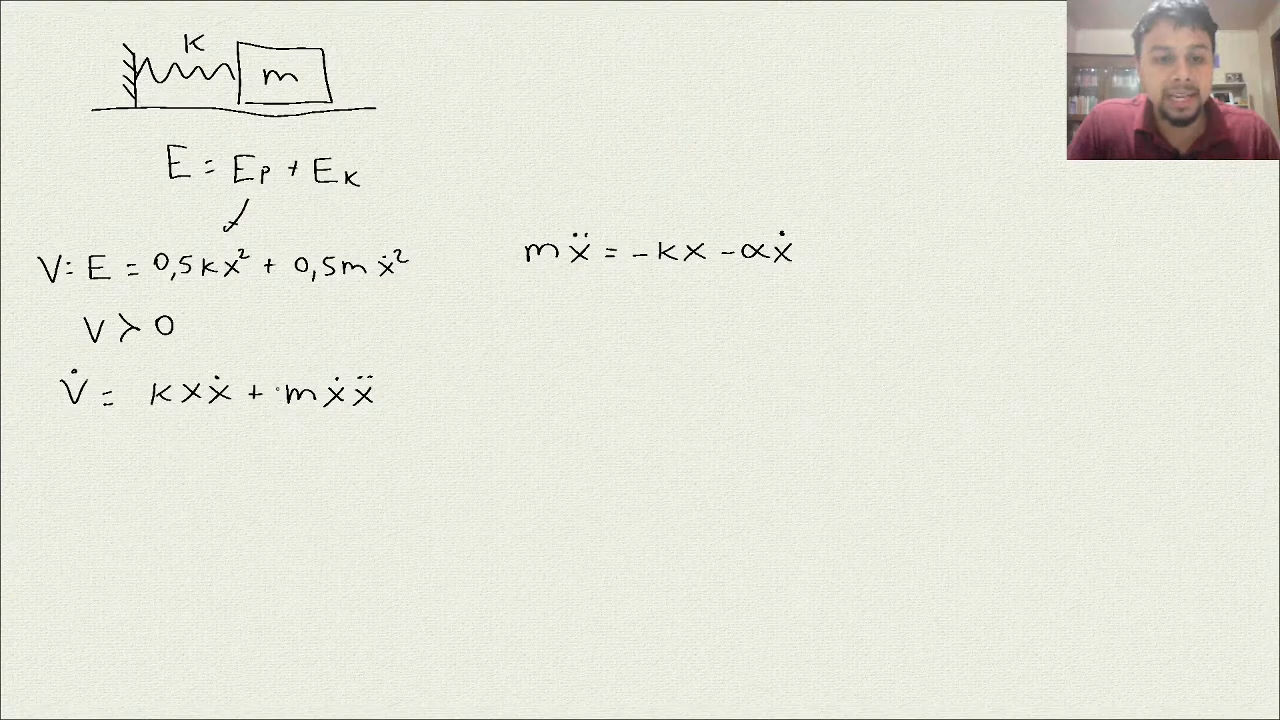 K
m
E = Ep + Ek
V = E = 0,5kx² + 0,5mẋ²
mẍ = -kx - αẋ
V > 0
V̇ = kxẋ + mẋẍ